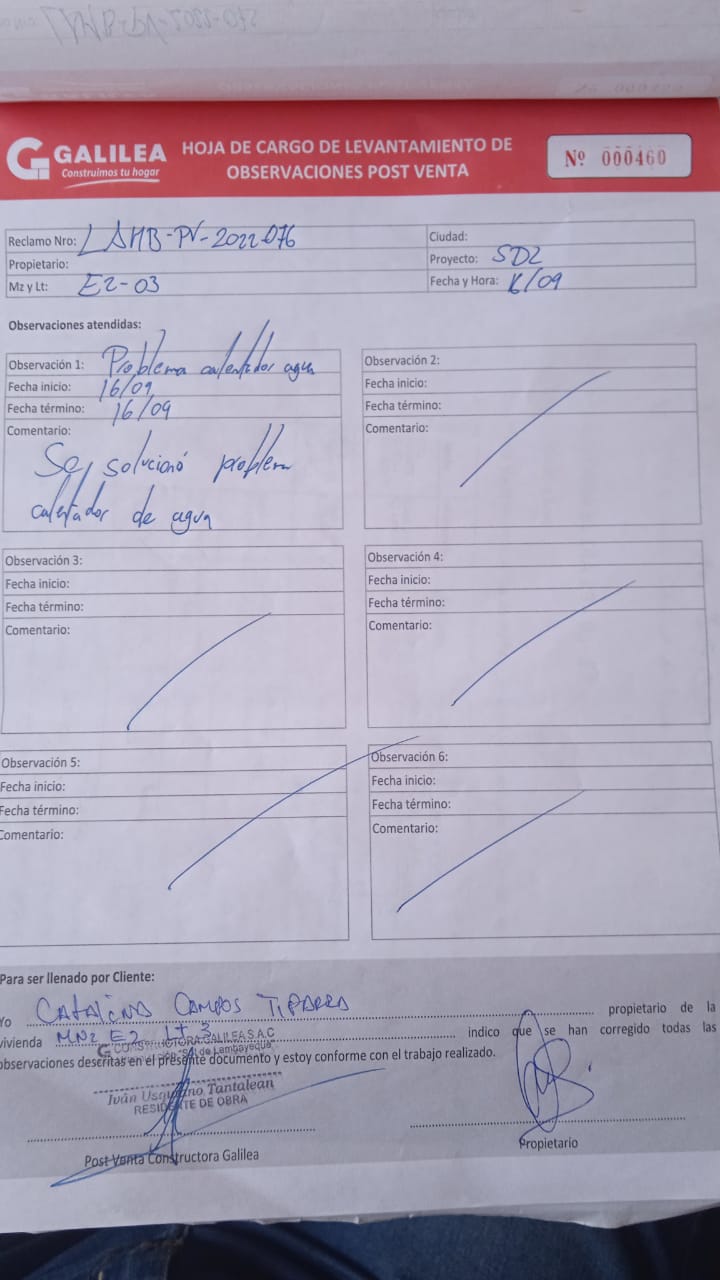 GALILEA
Construimos tu hogar
HOJA DE CARGO DE LEVANTAMIENTO DE
OBSERVACIONES POST VENTA
Nº 000460
Reclamo Nro: LAMB-PV-2022-076
Ciudad:
Propietario:
Proyecto: SD2
Mz y Lt: E2-03
Fecha y Hora: 16/09
Observaciones atendidas:
Observación 1: Problema calentador agua
Fecha inicio: 16/09
Fecha término: 16/09
Comentario:
Se solucionó problema
calentador de agua
Observación 2:
Fecha inicio:
Fecha término:
Comentario:
Observación 3:
Fecha inicio:
Fecha término:
Comentario:
Observación 4:
Fecha inicio:
Fecha término:
Comentario:
Observación 5:
Fecha inicio:
Fecha término:
Comentario:
Observación 6:
Fecha inicio:
Fecha término:
Comentario:
Para ser llenado por Cliente:
Yo Catalina Campos propietario de la
vivienda MNZ E2 LT 3 indico que se han corregido todas las
observaciones descritas en el presente documento y estoy conforme con el trabajo realizado.
CONSTRUCTORA GALILEA S.A.C
de Lambayeque
Iván Tantalean
RESIDENTE DE OBRA
Post Venta Constructora Galilea
Propietario